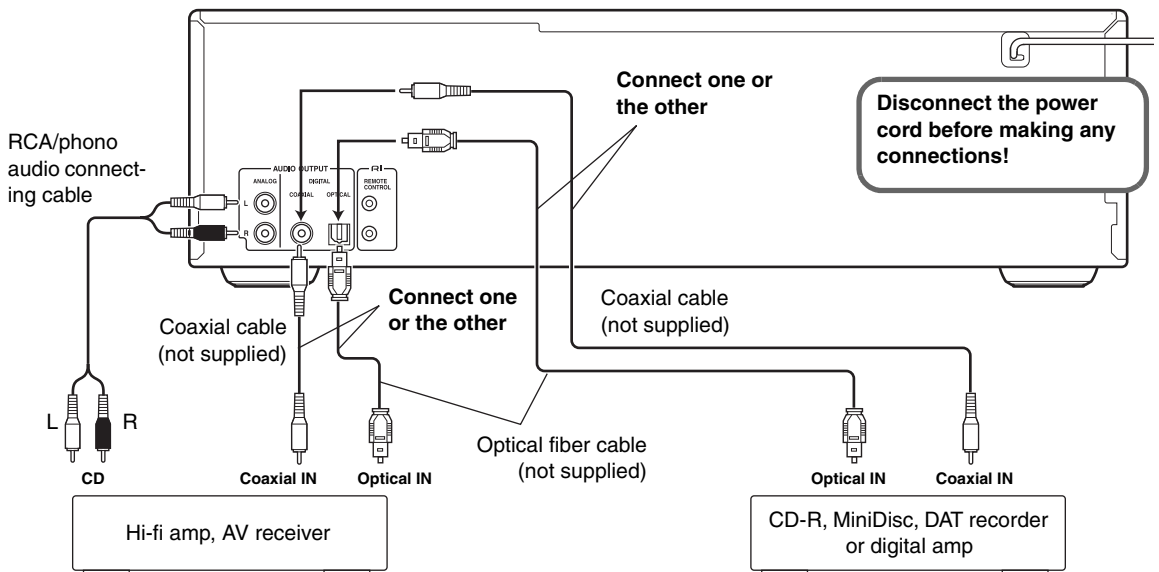 Connect one or
the other
Disconnect the power
cord before making any
connections!
RCA/phono
audio connect-
ing cable
AUDIO OUTPUT
RI
ANALOG
DIGITAL
REMOTE
CONTROL
COAXIAL
OPTICAL
L
R
Connect one
or the other
Coaxial cable
(not supplied)
Coaxial cable
(not supplied)
L
R
Optical fiber cable
(not supplied)
CD
Coaxial IN
Optical IN
Optical IN
Coaxial IN
Hi-fi amp, AV receiver
CD-R, MiniDisc, DAT recorder
or digital amp